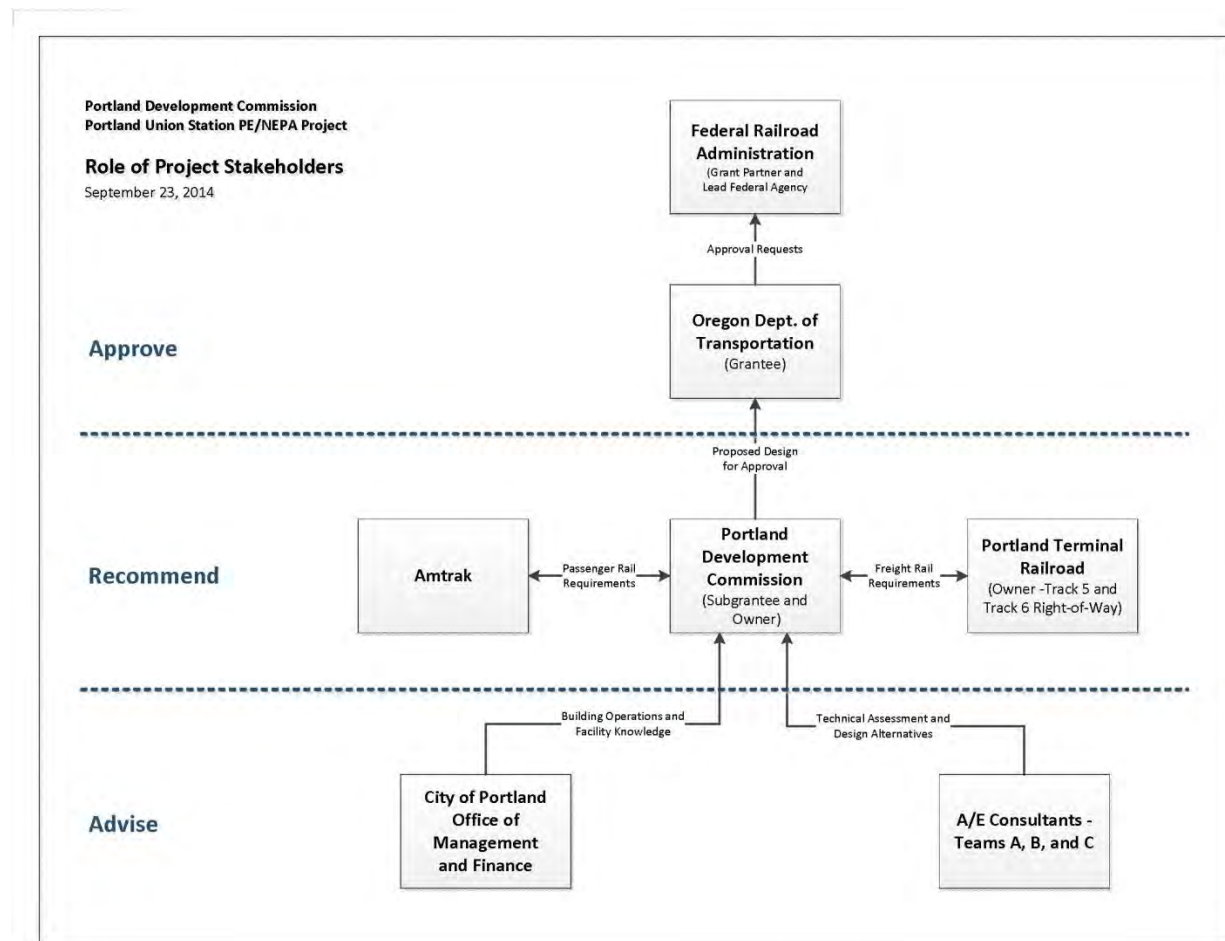 Portland Development Commission
Portland Union Station PE/NEPA Project
Role of Project Stakeholders
September 23, 2014
Federal Railroad
Administration
(Grant Partner and
Lead Federal Agency
Approval Requests
Approve
Oregon Dept. of
Transportation
(Grantee)
Proposed Design
for Approval
Recommend
Amtrak
Passenger Rail
Requirements
Portland
Development
Commission
(Subgrantee and
Owner)
Freight Rail
Requirements
Portland Terminal
Railroad
(Owner -Track 5 and
Track 6 Right-of-Way)
Building Operations and
Facility Knowledge
Technical Assessment and
Design Alternatives
Advise
City of Portland
Office of
Management
and Finance
A/E Consultants -
Teams A, B, and C